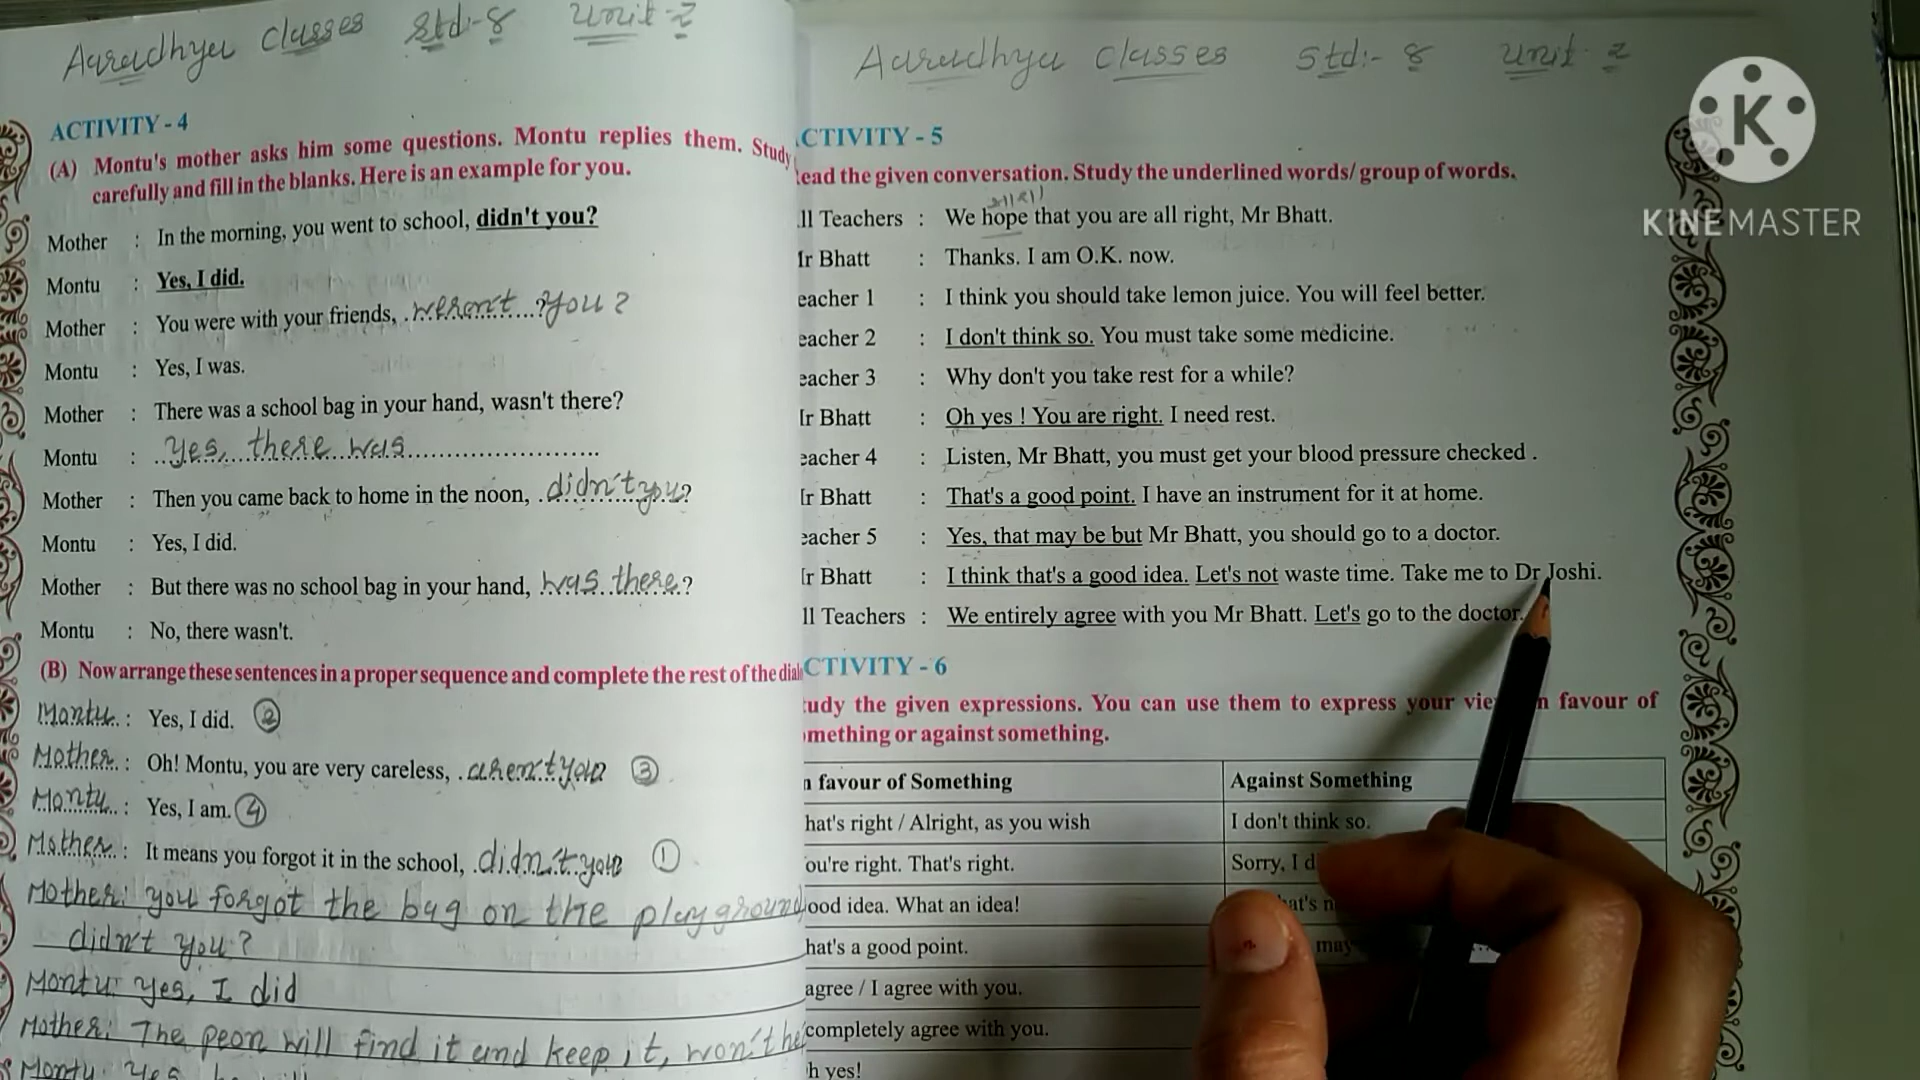 Aaradhya Classes Std:- 8 Unit - 2
ACTIVITY - 4
(A) Montu's mother asks him some questions. Montu replies them. Study
carefully and fill in the blanks. Here is an example for you.
Mother : In the morning, you went to school, didn't you?
Montu : Yes, I did.
Mother : You were with your friends, weren't ? you ?
Montu : Yes, I was.
Mother : There was a school bag in your hand, wasn't there?
Montu : Yes, there was
Mother : Then you came back to home in the noon, didn't you?
Montu : Yes, I did.
Mother : But there was no school bag in your hand, was there?
Montu : No, there wasn't.
(B) Now arrange these sentences in a proper sequence and complete the rest of the dial
Montu : Yes, I did. 2
Mother : Oh! Montu, you are very careless, aren't you 3
Montu : Yes, I am. 4
Mother : It means you forgot it in the school, didn't you 1
Mother: you forgot the bag on the playground
didn't you?
Montu: Yes, I did
Mother: The peon will find it and keep it, won't he
Montu: Yes
Aaradhya Classes Std:- 8 Unit - 2
CTIVITY - 5
ead the given conversation. Study the underlined words/ group of words.
ll Teachers : We hope that you are all right, Mr Bhatt.
r Bhatt : Thanks. I am O.K. now.
eacher 1 : I think you should take lemon juice. You will feel better.
eacher 2 : I don't think so. You must take some medicine.
eacher 3 : Why don't you take rest for a while?
r Bhatt : Oh yes ! You are right. I need rest.
eacher 4 : Listen, Mr Bhatt, you must get your blood pressure checked .
r Bhatt : That's a good point. I have an instrument for it at home.
eacher 5 : Yes, that may be but Mr Bhatt, you should go to a doctor.
r Bhatt : I think that's a good idea. Let's not waste time. Take me to Dr Joshi.
ll Teachers : We entirely agree with you Mr Bhatt. Let's go to the doctor.
CTIVITY - 6
tudy the given expressions. You can use them to express your vie n favour of
mething or against something.
n favour of Something Against Something
hat's right / Alright, as you wish I don't think so.
ou're right. That's right. Sorry, I d
ood idea. What an idea! at's n
hat's a good point. may
agree / I agree with you.
completely agree with you.
h yes!
K
KINEMASTER